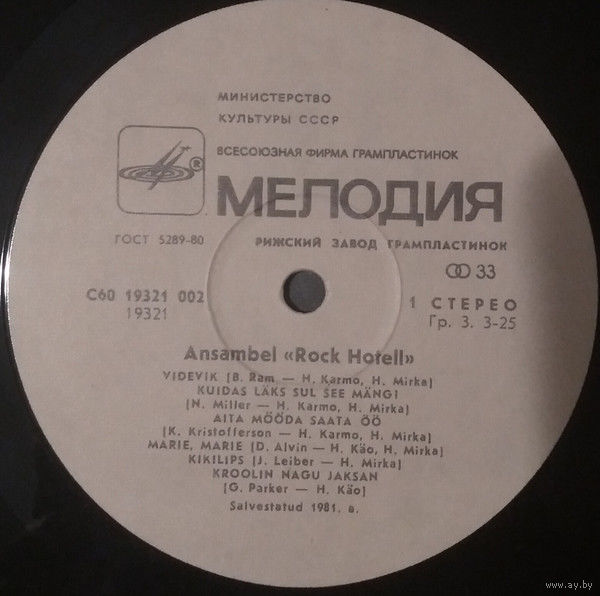 МИНИСТЕРСТВО
КУЛЬТУРЫ СССР
ВСЕСОЮЗНАЯ ФИРМА ГРАМПЛАСТИНОК
®
МЕЛОДИЯ
ГОСТ 5289-80
РИЖСКИЙ ЗАВОД ГРАМПЛАСТИНОК
33
С60 19321 002
19321
1 СТЕРЕО
Гр. 3. 3-25
Ansambel «Rock Hotell»
VIDEVIK (B. Ram — H. Karmo, H. Mirka)
KUIDAS LÄKS SUL SEE MÄNG?
(N. Miller — H. Karmo, H. Mirka)
AITA MÖÖDA SAATA ÖÖ
(K. Kristofferson — H. Karmo, H. Mirka)
MARIE, MARIE (D. Alvin — H. Käo, H, Mirka)
KIKILIPS (J. Leiber — H. Mirka)
KROOLIN NAGU JAKSAN
(G. Parker — H. Käo)
Salvestatud 1981. a.
www.ay.by